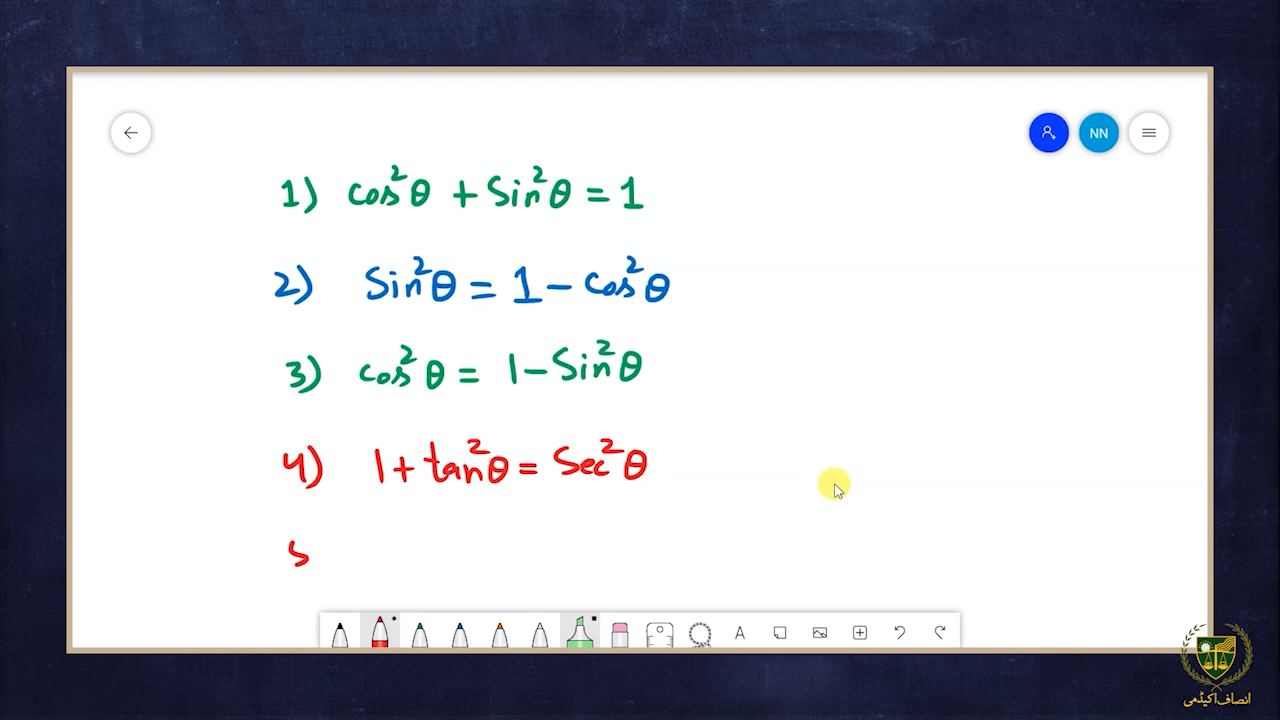 NN
1) cos²θ + Sin²θ = 1
2) Sin²θ = 1 - cos²θ
3) cos²θ = 1 - Sin²θ
4) 1 + tan²θ = Sec²θ
5
A
انصاف اکیڈمی